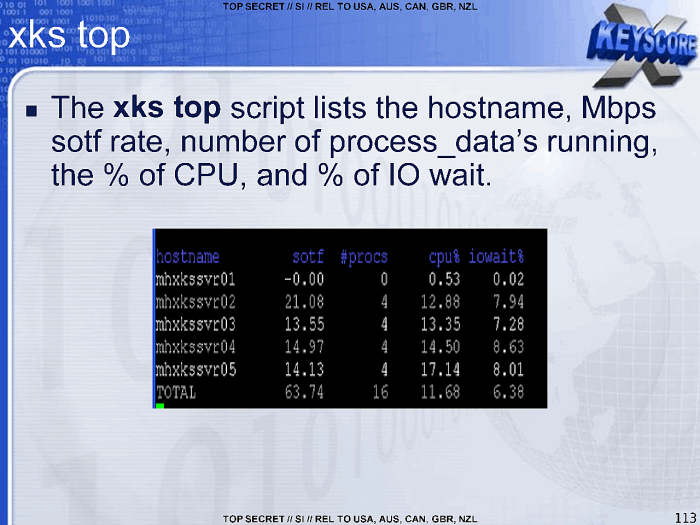 TOP SECRET // SI // REL TO USA, AUS, CAN, GBR, NZL
xks top
X
KEYSCORE
The xks top script lists the hostname, Mbps
sotf rate, number of process_data's running,
the % of CPU, and % of IO wait.
hostname sotf #procs cpu% iowait%
mhxkssvr01 -0.00 0 0.53 0.02
mhxkssvr02 21.08 4 12.88 7.94
mhxkssvr03 13.55 4 13.35 7.28
mhxkssvr04 14.97 4 14.50 8.63
mhxkssvr05 14.13 4 17.14 8.01
TOTAL 63.74 16 11.68 6.38
TOP SECRET // SI // REL TO USA, AUS, CAN, GBR, NZL
113